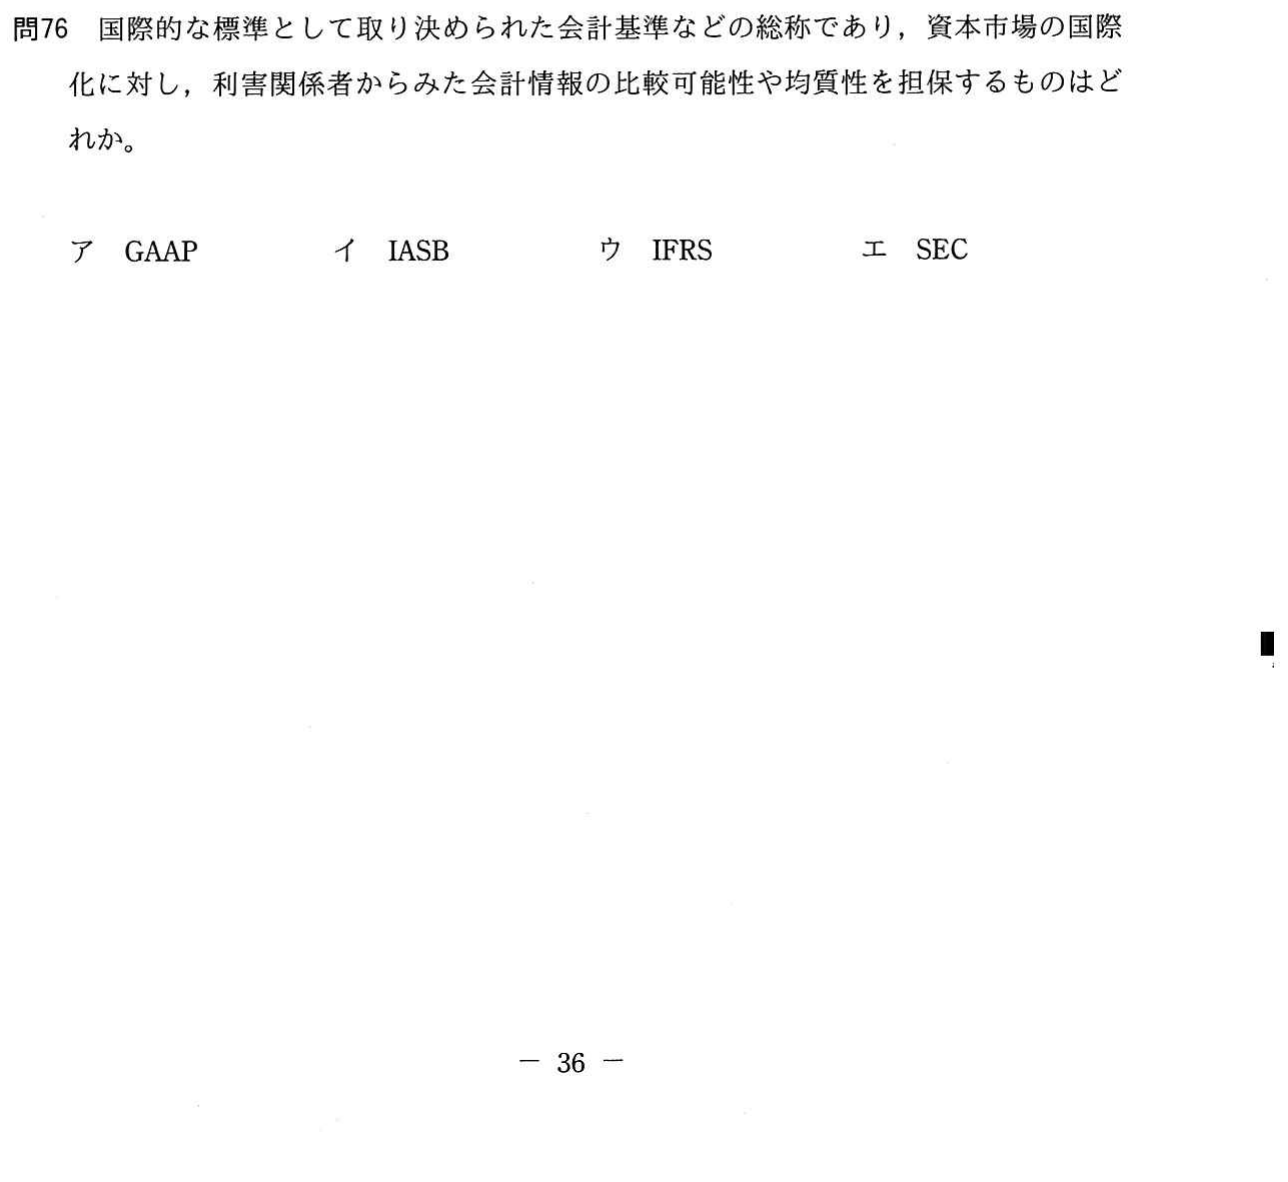 問76　国際的な標準として取り決められた会計基準などの総称であり，資本市場の国際
化に対し，利害関係者からみた会計情報の比較可能性や均質性を担保するものはど
れか。
ア　GAAP　イ　IASB　ウ　IFRS　エ　SEC
－ 36 －